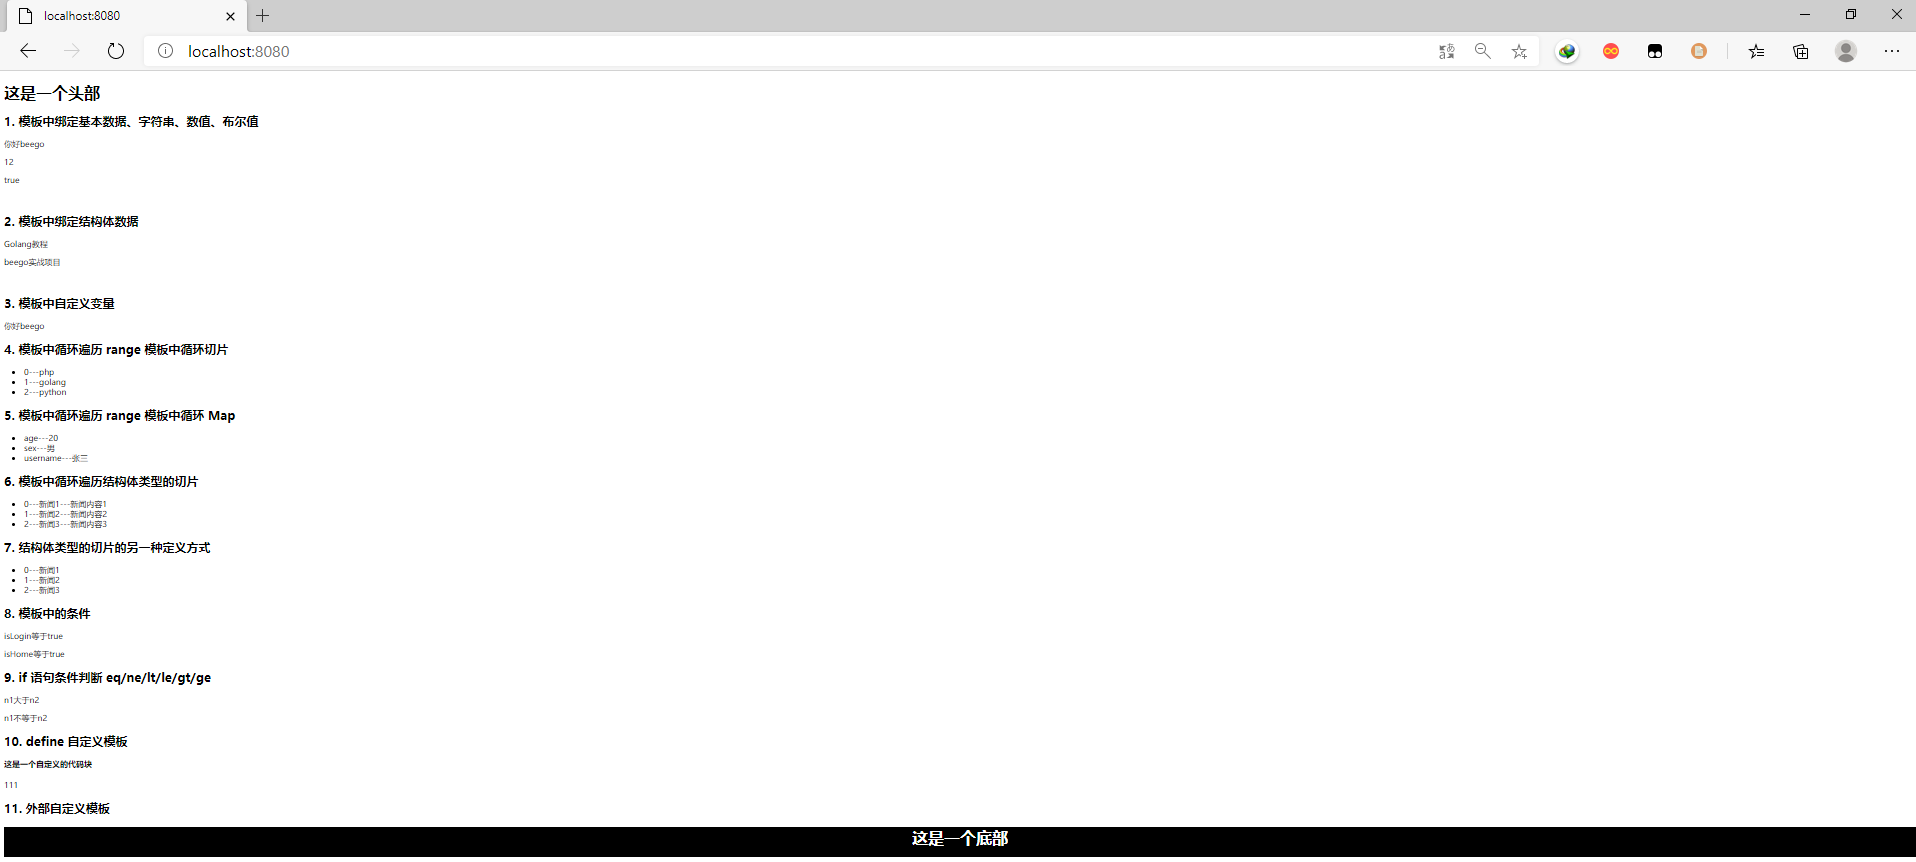 localhost:8080
localhost:8080
这是一个头部
1. 模板中绑定基本数据、字符串、数值、布尔值
你好beego
12
true
2. 模板中绑定结构体数据
Golang教程
beego实战项目
3. 模板中自定义变量
你好beego
4. 模板中循环遍历 range 模板中循环切片
0---php
1---golang
2---python
5. 模板中循环遍历 range 模板中循环 Map
age---20
sex---男
username---张三
6. 模板中循环遍历结构体类型的切片
0---新闻1---新闻内容1
1---新闻2---新闻内容2
2---新闻3---新闻内容3
7. 结构体类型的切片的另一种定义方式
0---新闻1
1---新闻2
2---新闻3
8. 模板中的条件
isLogin等于true
isHome等于true
9. if 语句条件判断 eq/ne/lt/le/gt/ge
n1大于n2
n1不等于n2
10. define 自定义模板
这是一个自定义的代码块
111
11. 外部自定义模板
这是一个底部